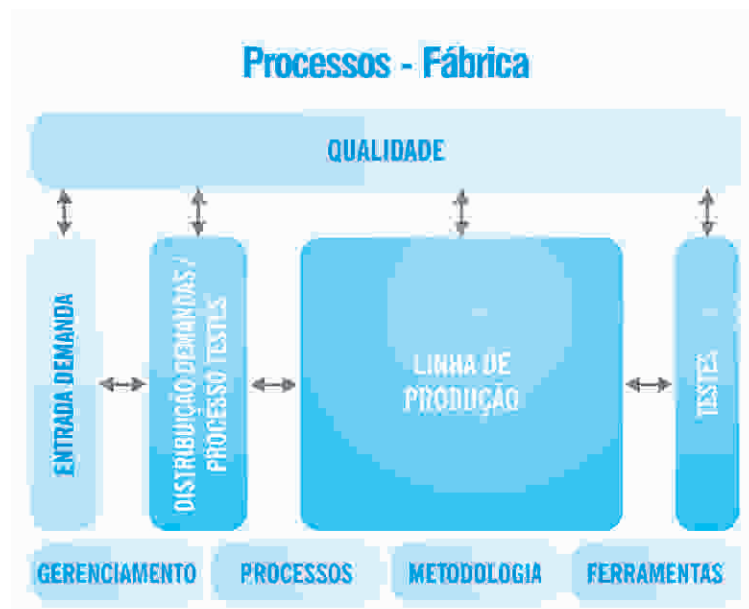 Processos - Fábrica
QUALIDADE
ENTRADA DEMANDA
DISTRIBUIÇÃO DEMANDAS /
PROCESSO TESTES
LINHA DE
PRODUÇÃO
TESTES
GERENCIAMENTO
PROCESSOS
METODOLOGIA
FERRAMENTAS